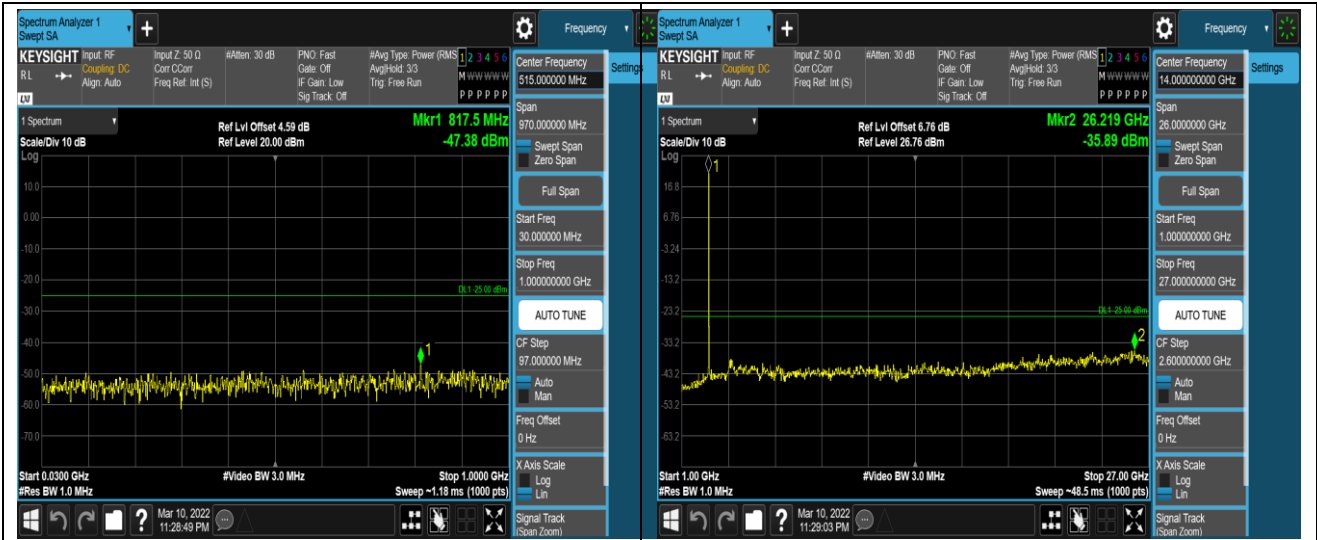 Spectrum Analyzer 1
Swept SA
Frequency
KEYSIGHT
Input: RF
Coupling: DC
Align: Auto
Input Z: 50 Ω
Corr CCorr
Freq Ref: Int (S)
#Atten: 30 dB
PNO: Fast
Gate: Off
IF Gain: Low
Sig Track: Off
#Avg Type: Power (RMS
Avg|Hold: 3/3
Trig: Free Run
1 2 3 4 5 6
M W W W W W
P P P P P P
RL
LXI
Center Frequency
515.000000 MHz
Settings
Span
970.000000 MHz
Swept Span
Zero Span
Full Span
Start Freq
30.000000 MHz
Stop Freq
1.000000000 GHz
AUTO TUNE
CF Step
97.000000 MHz
Auto
Man
Freq Offset
0 Hz
X Axis Scale
Log
Lin
Signal Track
(Span Zoom)
1 Spectrum
Scale/Div 10 dB
Log
Ref Lvl Offset 4.59 dB
Ref Level 20.00 dBm
Mkr1 817.5 MHz
-47.38 dBm
10.0
0.00
-10.0
-20.0
DL1 -25.00 dBm
-30.0
-40.0
1
-50.0
-60.0
-70.0
Start 0.0300 GHz
#Res BW 1.0 MHz
#Video BW 3.0 MHz
Stop 1.0000 GHz
Sweep ~1.18 ms (1000 pts)
?
Mar 10, 2022
11:28:49 PM
Spectrum Analyzer 1
Swept SA
Frequency
KEYSIGHT
Input: RF
Coupling: DC
Align: Auto
Input Z: 50 Ω
Corr CCorr
Freq Ref: Int (S)
#Atten: 30 dB
PNO: Fast
Gate: Off
IF Gain: Low
Sig Track: Off
#Avg Type: Power (RMS
Avg|Hold: 3/3
Trig: Free Run
1 2 3 4 5 6
M W W W W W
P P P P P P
RL
LXI
Center Frequency
14.000000000 GHz
Settings
Span
26.0000000 GHz
Swept Span
Zero Span
Full Span
Start Freq
1.000000000 GHz
Stop Freq
27.000000000 GHz
AUTO TUNE
CF Step
2.600000000 GHz
Auto
Man
Freq Offset
0 Hz
X Axis Scale
Log
Lin
Signal Track
(Span Zoom)
1 Spectrum
Scale/Div 10 dB
Log
Ref Lvl Offset 6.76 dB
Ref Level 26.76 dBm
Mkr2 26.219 GHz
-35.89 dBm
1
16.8
6.76
-3.24
-13.2
-23.2
DL1 -25.00 dBm
-33.2
2
-43.2
-53.2
-63.2
Start 1.00 GHz
#Res BW 1.0 MHz
#Video BW 3.0 MHz
Stop 27.00 GHz
Sweep ~48.5 ms (1000 pts)
?
Mar 10, 2022
11:29:03 PM